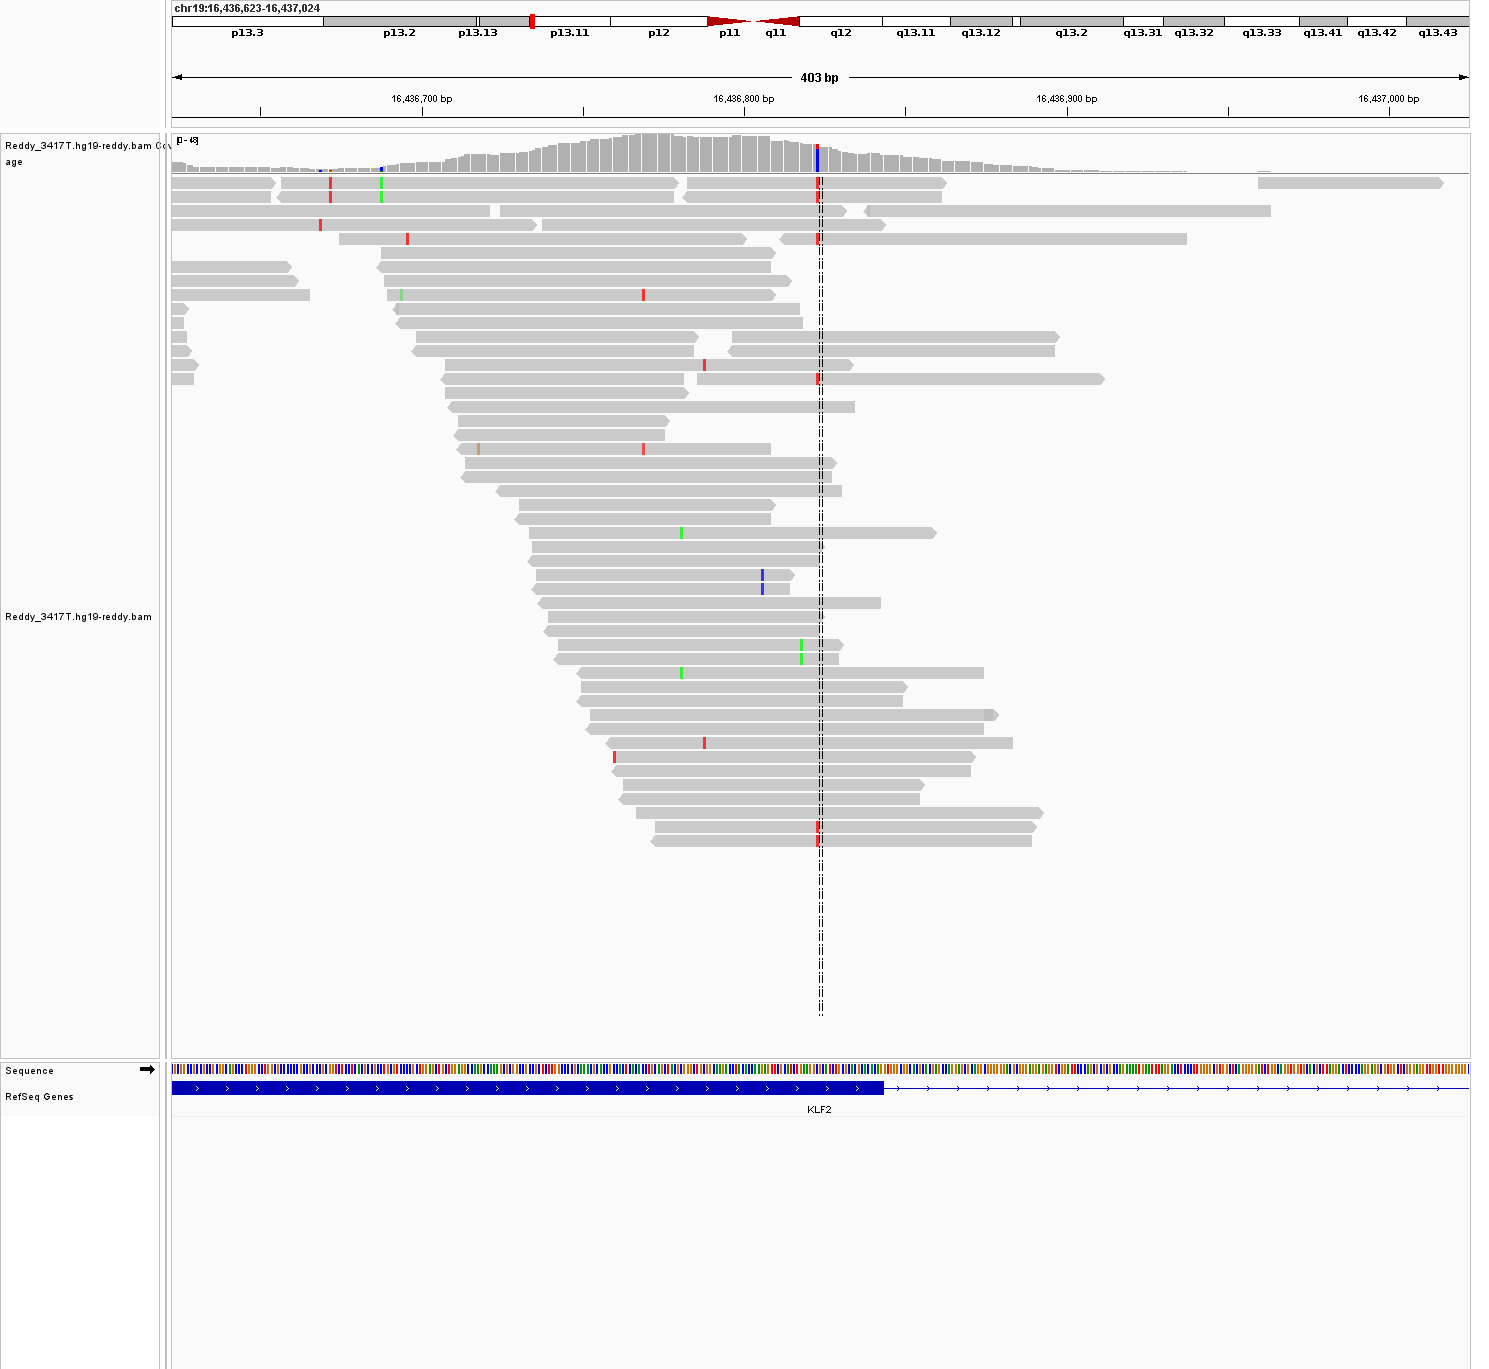 chr19:16,436,623-16,437,024
p13.3 p13.2 p13.13 p13.11 p12 p11 q11 q12 q13.11 q13.12 q13.2 q13.31 q13.32 q13.33 q13.41 q13.42 q13.43
403 bp
16,436,700 bp 16,436,800 bp 16,436,900 bp 16,437,000 bp
Reddy_3417T.hg19-reddy.bam Cov
age
Reddy_3417T.hg19-reddy.bam
Sequence
RefSeq Genes
KLF2